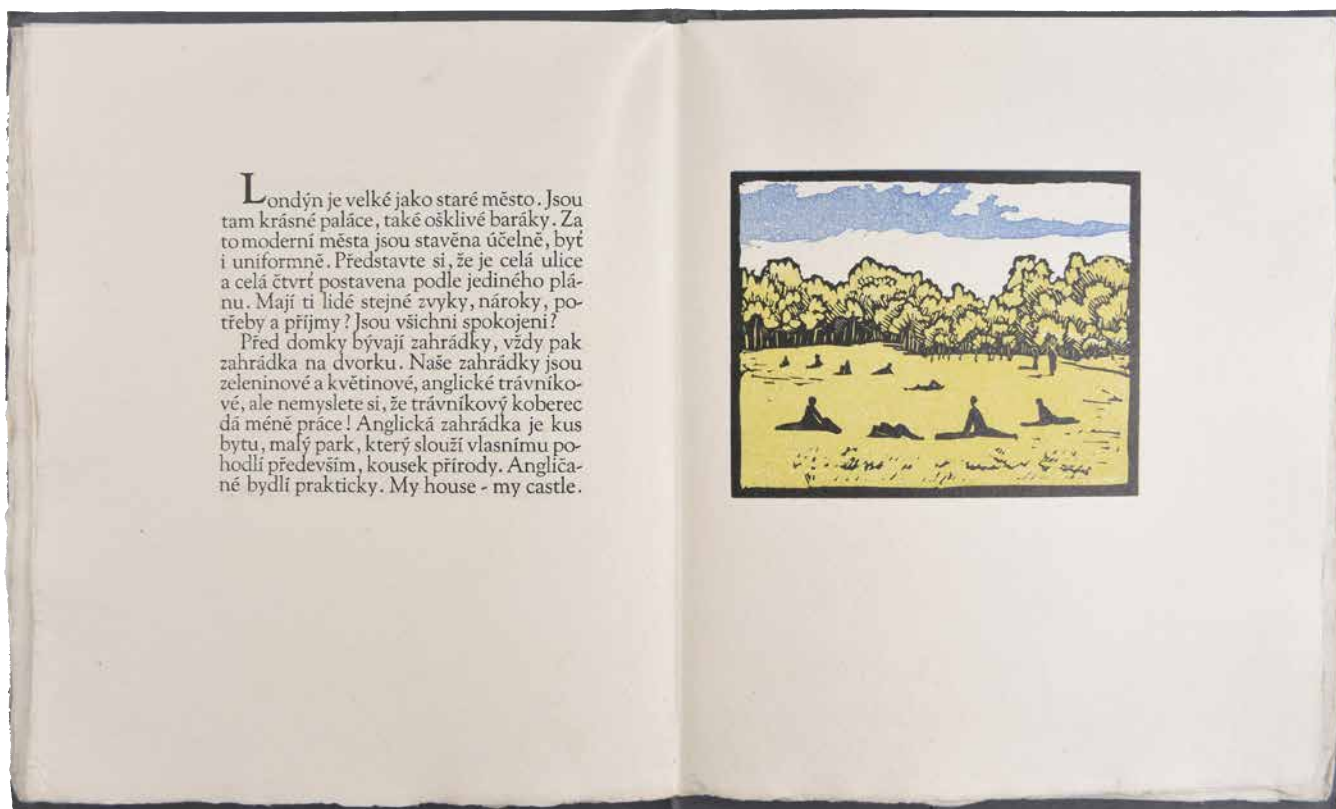 Londýn je velké jako staré město. Jsou
tam krásné paláce, také ošklivé baráky. Za
to moderní města jsou stavěna účelně, byť
i uniformně. Představte si, že je celá ulice
a celá čtvrť postavena podle jediného plá-
nu. Mají ti lidé stejné zvyky, nároky, po-
třeby a příjmy? Jsou všichni spokojeni?
Před domky bývají zahrádky, vždy pak
zahrádka na dvorku. Naše zahrádky jsou
zeleninové a květinové, anglické trávníko-
vé, ale nemyslete si, že trávníkový koberec
dá méně práce! Anglická zahrádka je kus
bytu, malý park, který slouží vlasnímu po-
hodlí především, kousek přírody. Angliča-
né bydlí prakticky. My house - my castle.